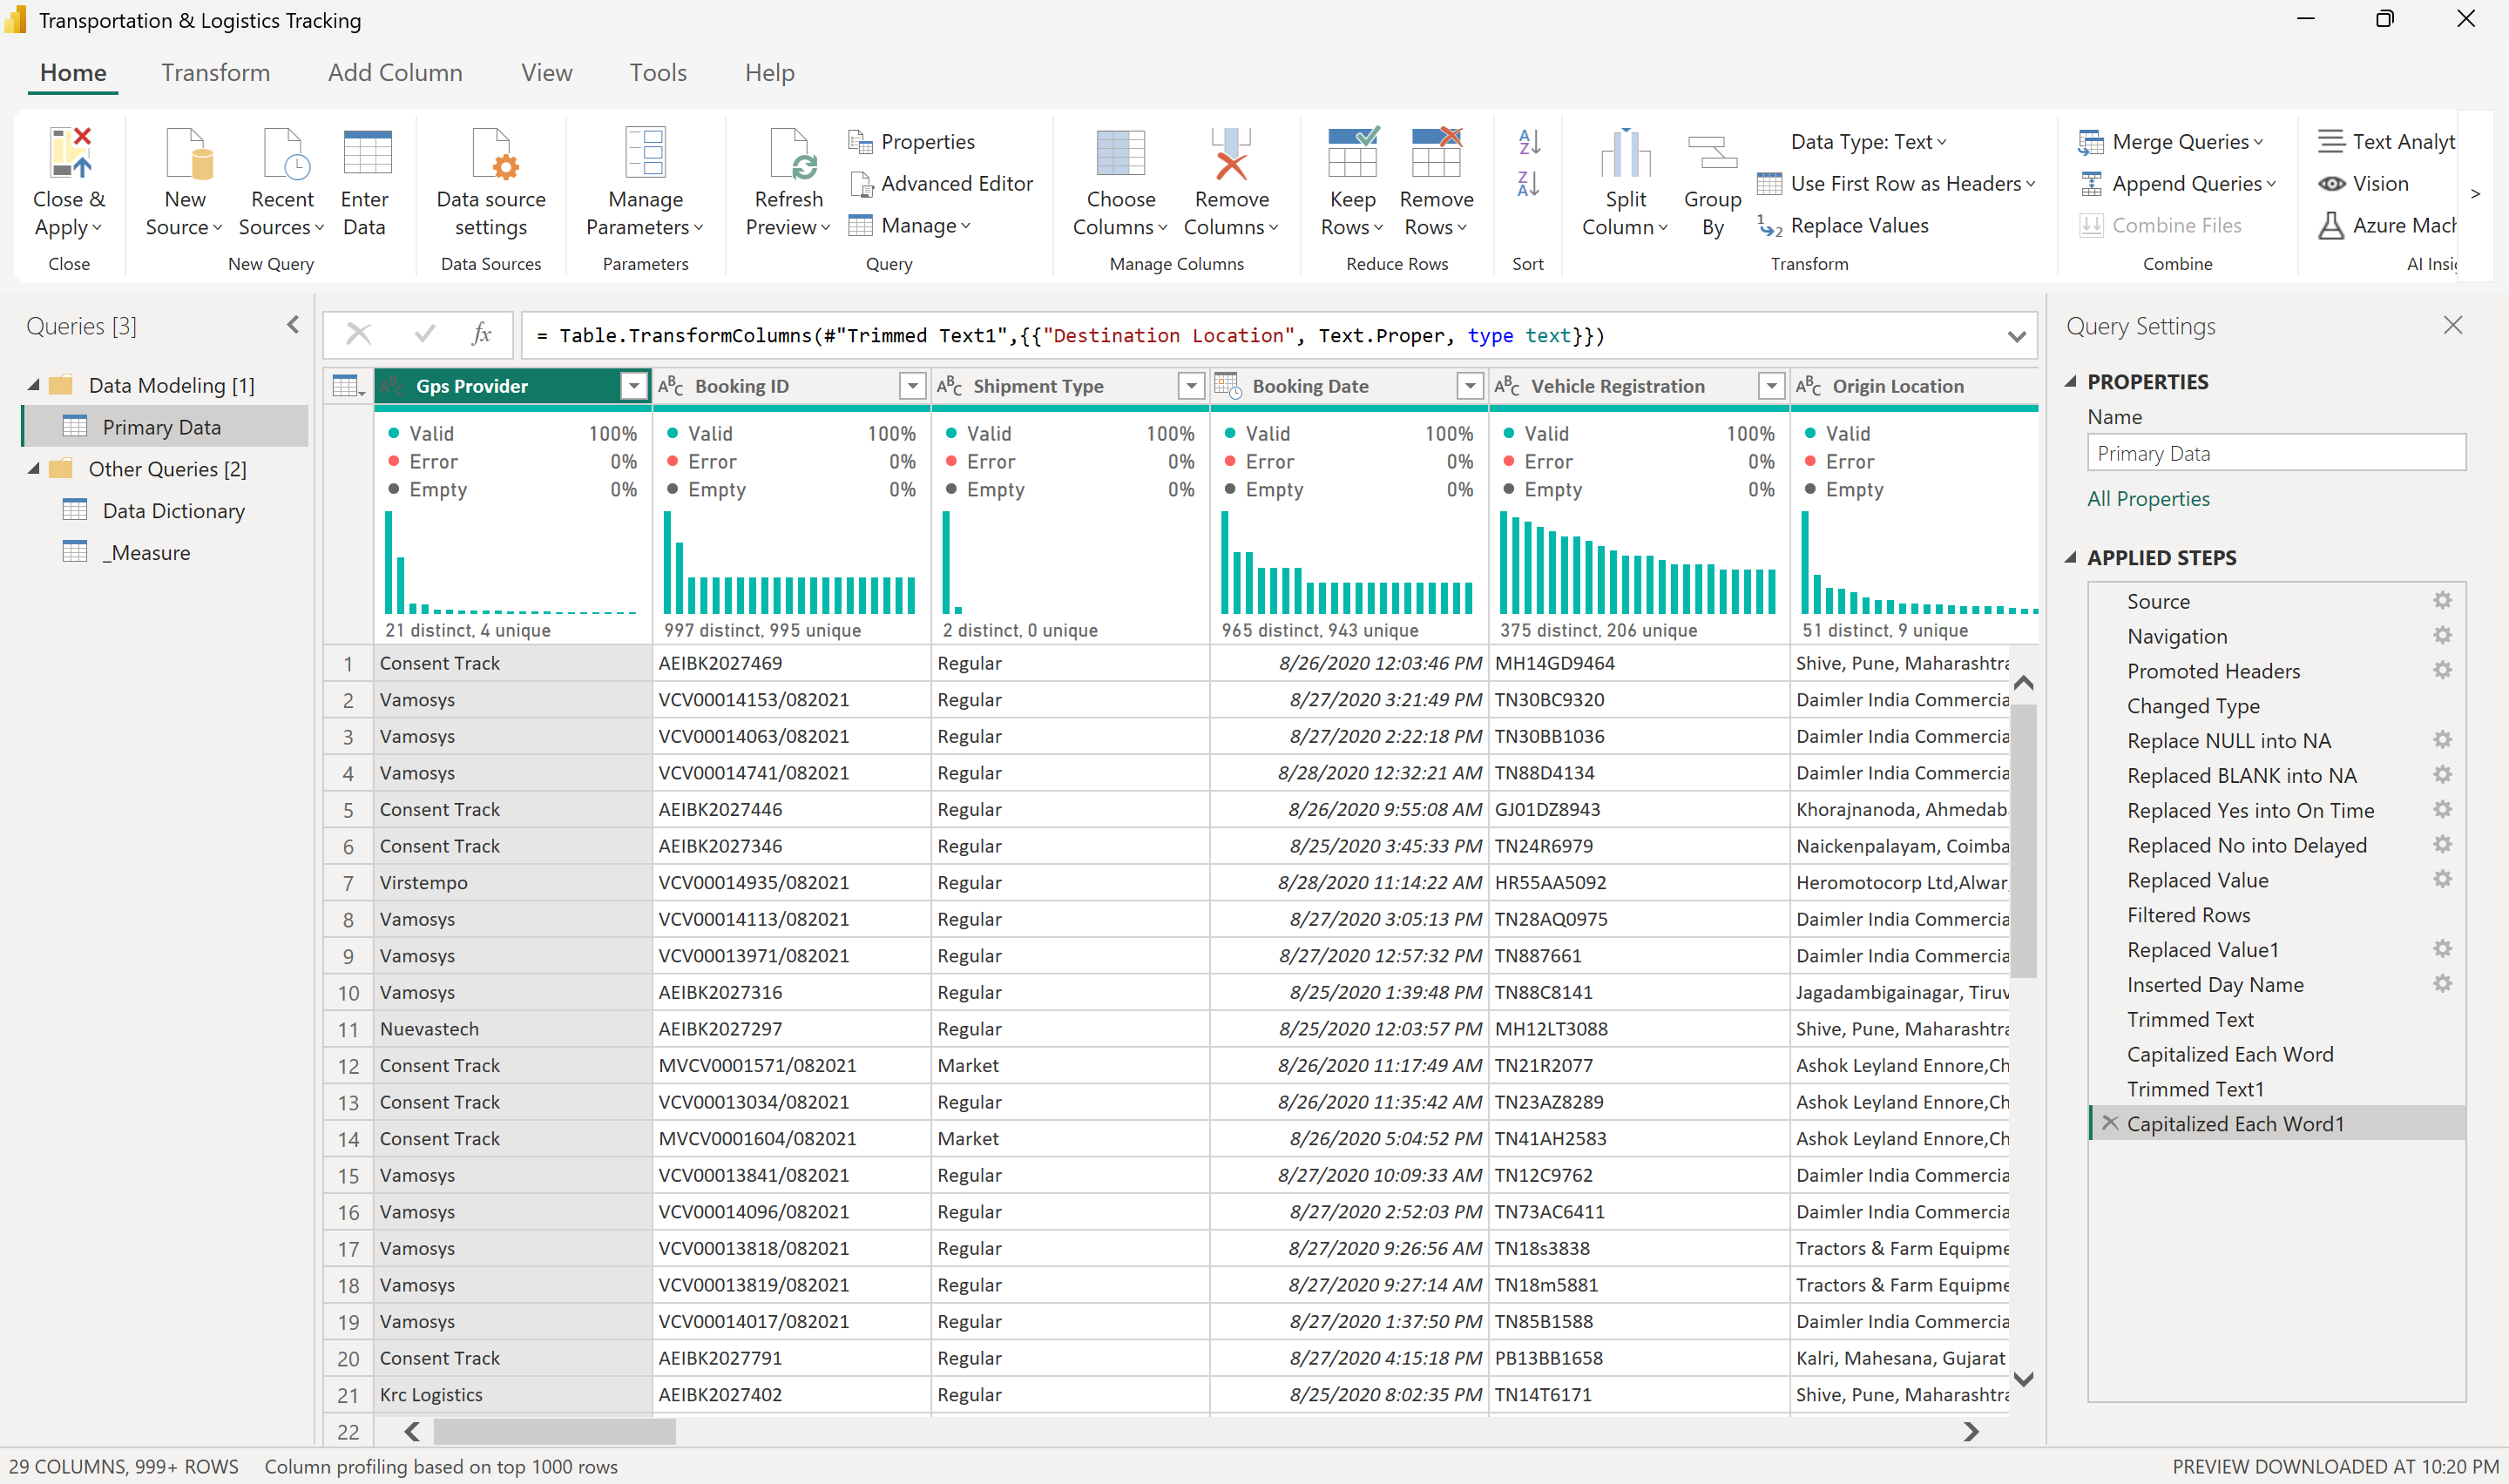 Transportation & Logistics Tracking
Home Transform Add Column View Tools Help
Close & Apply
New Source
Recent Sources
Enter Data
Data source settings
Manage Parameters
Refresh Preview
Properties
Advanced Editor
Manage
Choose Columns
Remove Columns
Keep Rows
Remove Rows
Split Column
Group By
Data Type: Text
Use First Row as Headers
Replace Values
Merge Queries
Append Queries
Combine Files
Text Analyt
Vision
Azure Mach
Close New Query Data Sources Parameters Query Manage Columns Reduce Rows Sort Transform Combine AI Insig
Queries [3]
Data Modeling [1]
Primary Data
Other Queries [2]
Data Dictionary
_Measure
fx = Table.TransformColumns(#"Trimmed Text1",{{"Destination Location", Text.Proper, type text}})
Gps Provider Booking ID Shipment Type Booking Date Vehicle Registration Origin Location
Valid 100% Valid 100% Valid 100% Valid 100% Valid 100% Valid
Error 0% Error 0% Error 0% Error 0% Error 0% Error
Empty 0% Empty 0% Empty 0% Empty 0% Empty 0% Empty
21 distinct, 4 unique 997 distinct, 995 unique 2 distinct, 0 unique 965 distinct, 943 unique 375 distinct, 206 unique 51 distinct, 9 unique
1 Consent Track AEIBK2027469 Regular 8/26/2020 12:03:46 PM MH14GD9464 Shive, Pune, Maharashtra
2 Vamosys VCV00014153/082021 Regular 8/27/2020 3:21:49 PM TN30BC9320 Daimler India Commercia
3 Vamosys VCV00014063/082021 Regular 8/27/2020 2:22:18 PM TN30BB1036 Daimler India Commercia
4 Vamosys VCV00014741/082021 Regular 8/28/2020 12:32:21 AM TN88D4134 Daimler India Commercia
5 Consent Track AEIBK2027446 Regular 8/26/2020 9:55:08 AM GJ01DZ8943 Khorajnanoda, Ahmedab
6 Consent Track AEIBK2027346 Regular 8/25/2020 3:45:33 PM TN24R6979 Naickenpalayam, Coimba
7 Virstempo VCV00014935/082021 Regular 8/28/2020 11:14:22 AM HR55AA5092 Heromotocorp Ltd,Alwar,
8 Vamosys VCV00014113/082021 Regular 8/27/2020 3:05:13 PM TN28AQ0975 Daimler India Commercia
9 Vamosys VCV00013971/082021 Regular 8/27/2020 12:57:32 PM TN887661 Daimler India Commercia
10 Vamosys AEIBK2027316 Regular 8/25/2020 1:39:48 PM TN88C8141 Jagadambigainagar, Tiruv
11 Nuevastech AEIBK2027297 Regular 8/25/2020 12:03:57 PM MH12LT3088 Shive, Pune, Maharashtra
12 Consent Track MVCV0001571/082021 Market 8/26/2020 11:17:49 AM TN21R2077 Ashok Leyland Ennore,Ch
13 Consent Track VCV00013034/082021 Regular 8/26/2020 11:35:42 AM TN23AZ8289 Ashok Leyland Ennore,Ch
14 Consent Track MVCV0001604/082021 Market 8/26/2020 5:04:52 PM TN41AH2583 Ashok Leyland Ennore,Ch
15 Vamosys VCV00013841/082021 Regular 8/27/2020 10:09:33 AM TN12C9762 Daimler India Commercia
16 Vamosys VCV00014096/082021 Regular 8/27/2020 2:52:03 PM TN73AC6411 Daimler India Commercia
17 Vamosys VCV00013818/082021 Regular 8/27/2020 9:26:56 AM TN18s3838 Tractors & Farm Equipme
18 Vamosys VCV00013819/082021 Regular 8/27/2020 9:27:14 AM TN18m5881 Tractors & Farm Equipme
19 Vamosys VCV00014017/082021 Regular 8/27/2020 1:37:50 PM TN85B1588 Daimler India Commercia
20 Consent Track AEIBK2027791 Regular 8/27/2020 4:15:18 PM PB13BB1658 Kalri, Mahesana, Gujarat
21 Krc Logistics AEIBK2027402 Regular 8/25/2020 8:02:35 PM TN14T6171 Shive, Pune, Maharashtra
22
Query Settings
PROPERTIES
Name
Primary Data
All Properties
APPLIED STEPS
Source
Navigation
Promoted Headers
Changed Type
Replace NULL into NA
Replaced BLANK into NA
Replaced Yes into On Time
Replaced No into Delayed
Replaced Value
Filtered Rows
Replaced Value1
Inserted Day Name
Trimmed Text
Capitalized Each Word
Trimmed Text1
Capitalized Each Word1
29 COLUMNS, 999+ ROWS Column profiling based on top 1000 rows PREVIEW DOWNLOADED AT 10:20 PM